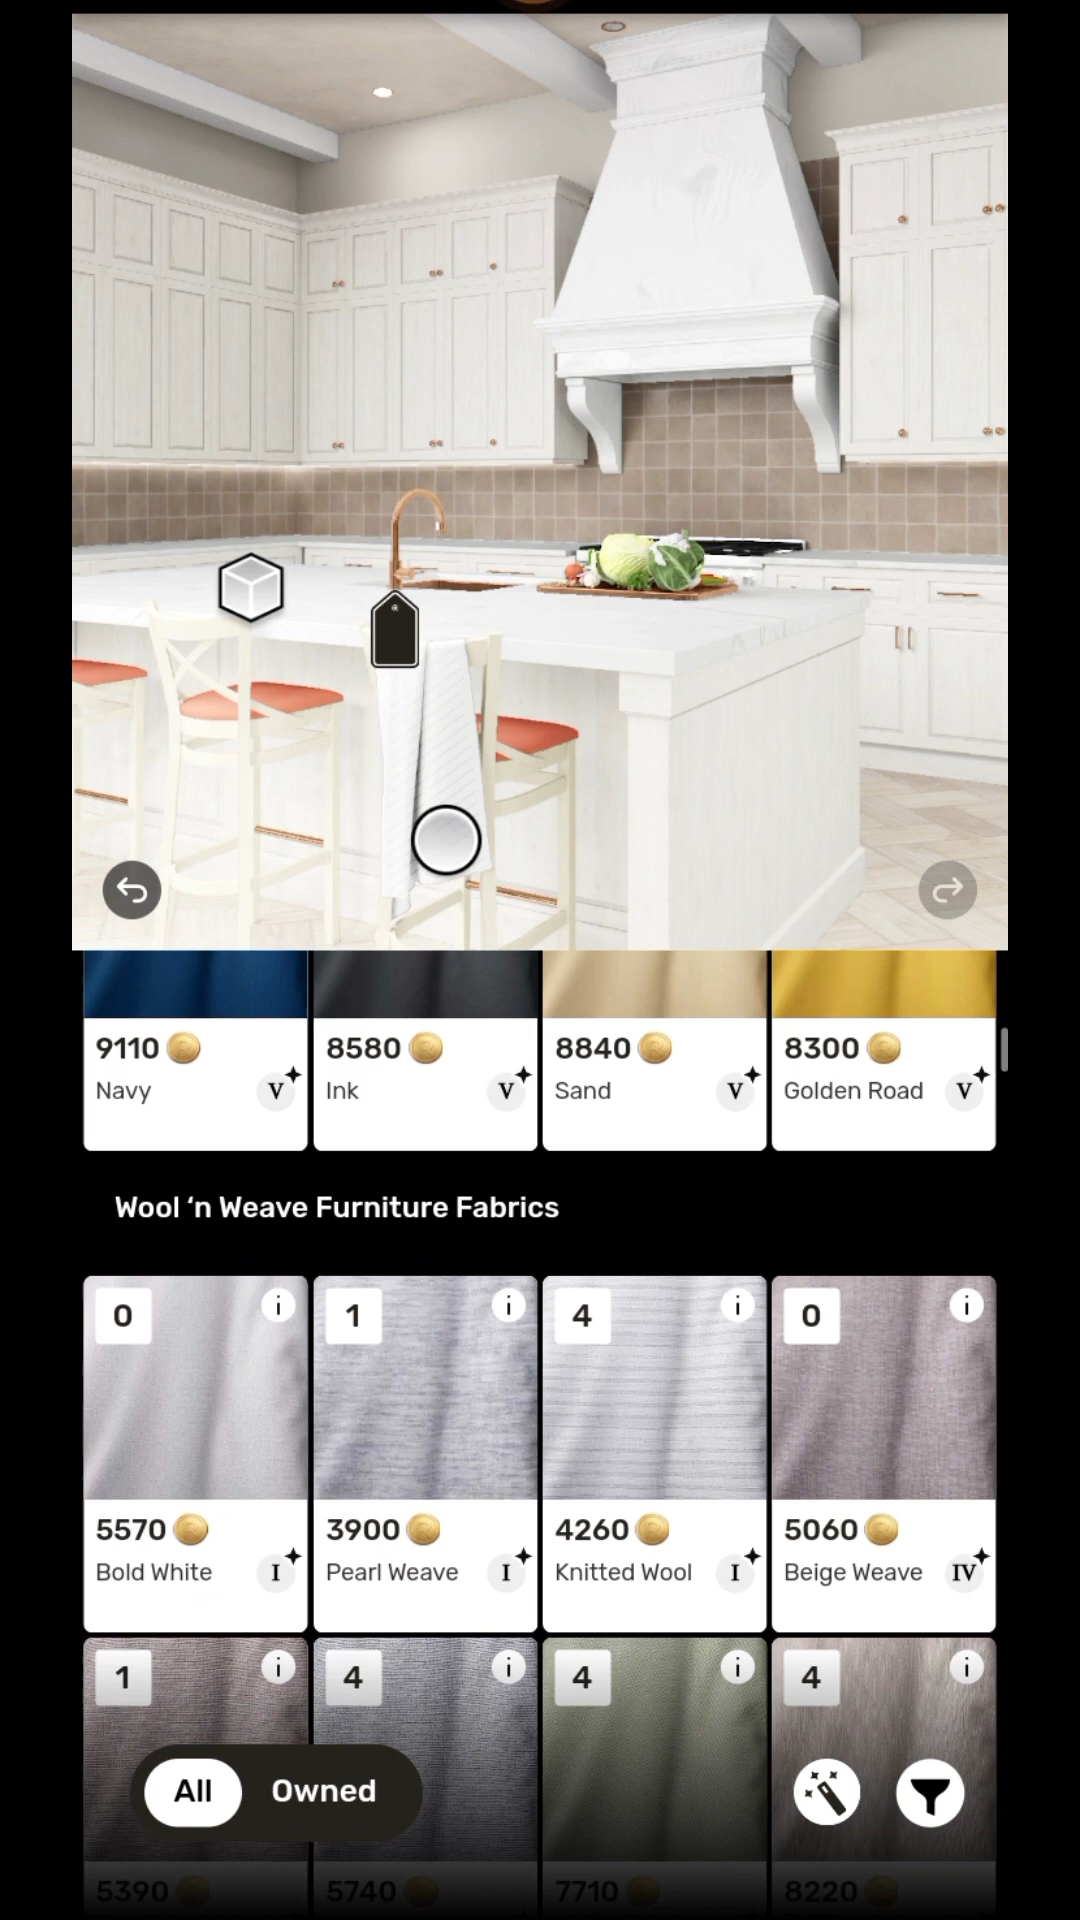 9110
8580
8840
8300
Navy
V
Ink
V
Sand
V
Golden Road
V
Wool ‘n Weave Furniture Fabrics
0
i
1
i
4
i
0
i
5570
3900
4260
5060
Bold White
I
Pearl Weave
I
Knitted Wool
I
Beige Weave
IV
1
i
4
i
4
i
4
i
All
Owned
5390
5740
7710
8220